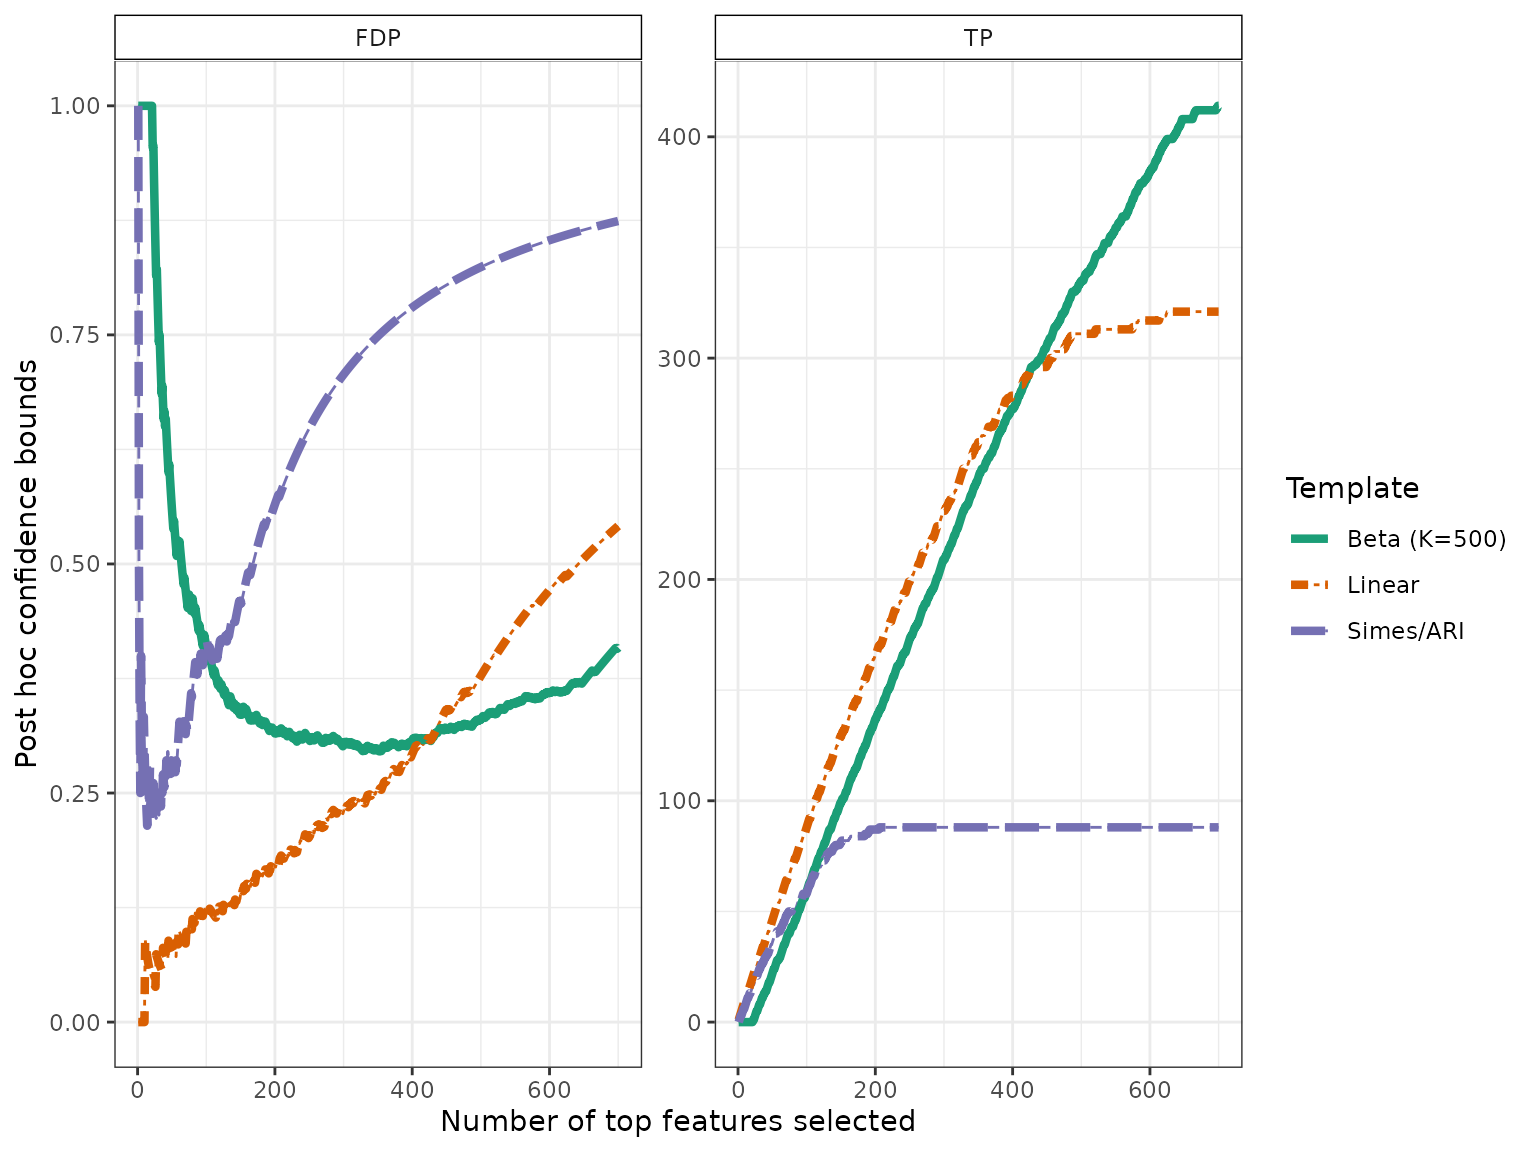 FDP
TP
1.00
0.75
0.50
0.25
0.00
400
300
200
100
0
0 200 400 600
0 200 400 600
Number of top features selected
Post hoc confidence bounds
Template
Beta (K=500)
Linear
Simes/ARI